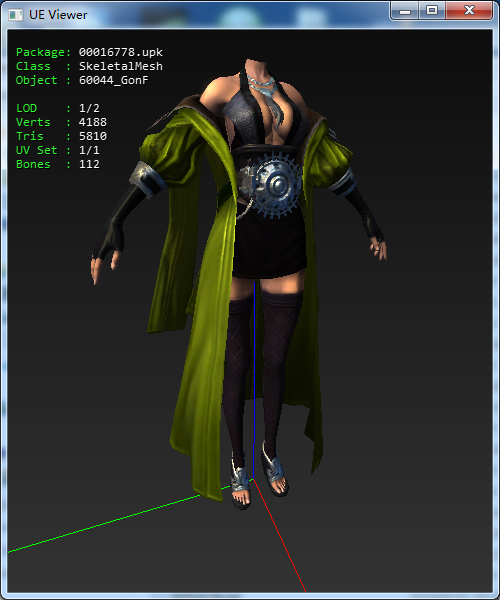 UE Viewer
Package: 00016778.upk
Class  : SkeletalMesh
Object : 60044_GonF
LOD    : 1/2
Verts  : 4188
Tris   : 5810
UV Set : 1/1
Bones  : 112